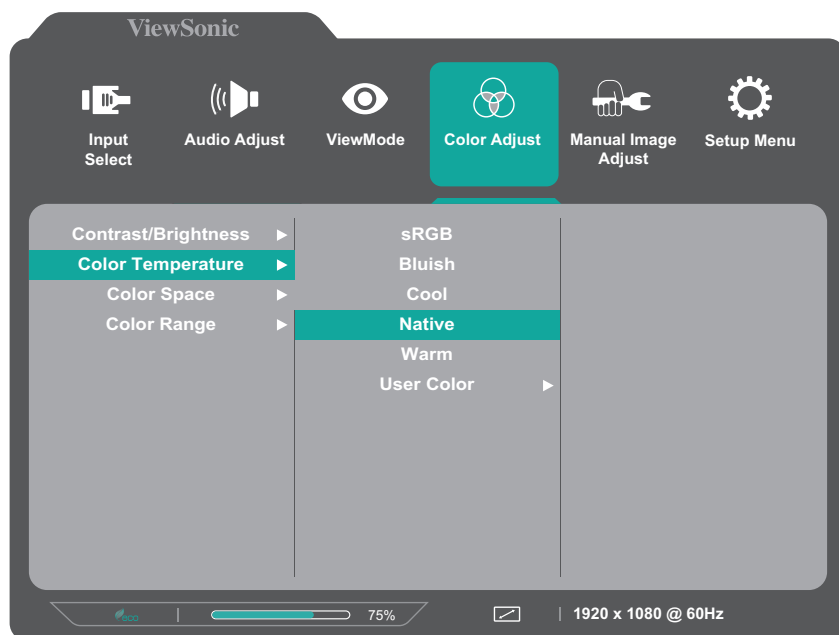 ViewSonic
Input
Select
Audio Adjust
ViewMode
Color Adjust
Manual Image
Adjust
Setup Menu
Contrast/Brightness
Color Temperature
Color Space
Color Range
sRGB
Bluish
Cool
Native
Warm
User Color
eco
75%
1920 x 1080 @ 60Hz